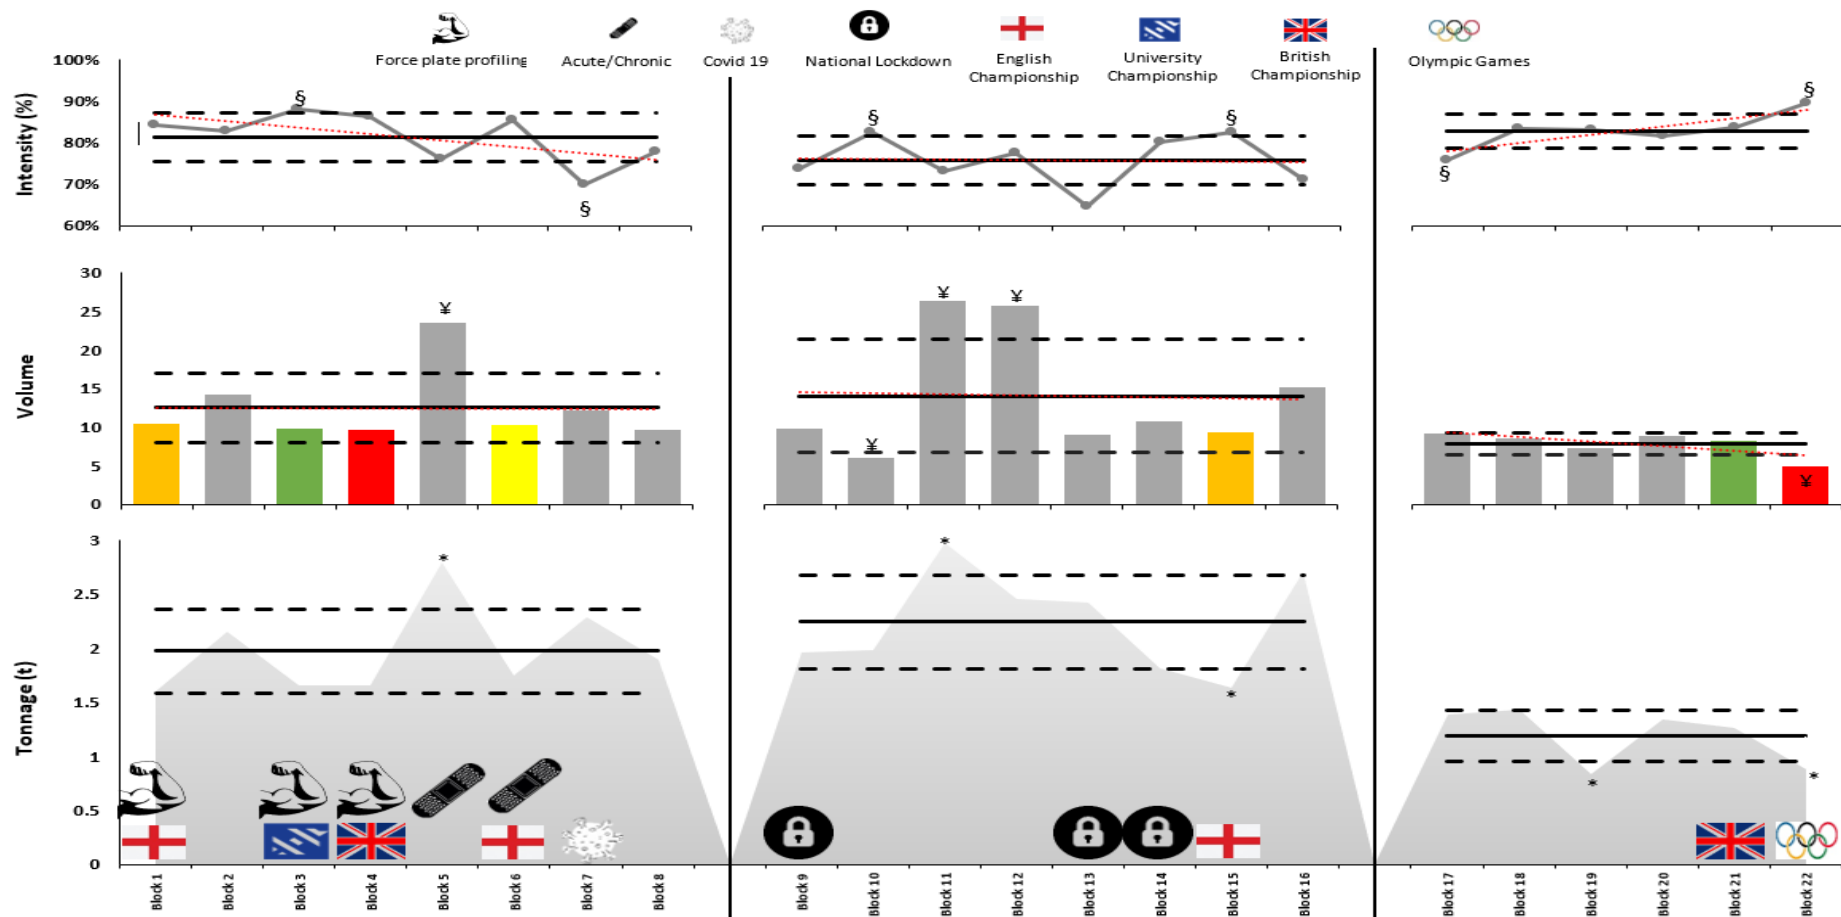 Force plate profiling
Acute/Chronic
Covid 19
National Lockdown
English
Championship
University
Championship
British
Championship
Olympic Games
Intensity (%)
100%
90%
80%
70%
60%
§
§
§
§
§
§
Volume
30
25
20
15
10
5
0
¥
¥
¥
¥
¥
Tonnage (t)
3
2.5
2
1.5
1
0.5
0
*
*
*
*
*
Block 1
Block 2
Block 3
Block 4
Block 5
Block 6
Block 7
Block 8
Block 9
Block 10
Block 11
Block 12
Block 13
Block 14
Block 15
Block 16
Block 17
Block 18
Block 19
Block 20
Block 21
Block 22